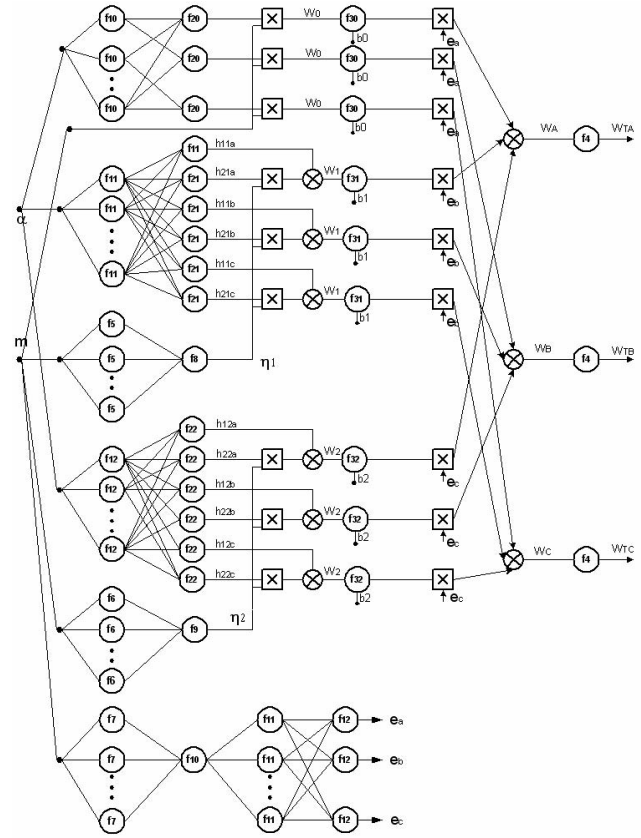 f10 f20 W0 f30 b0 ea
f10 f20 W0 f30 b0 ea
f10 f20 W0 f30 b0 ea
WA f4 WTA
f11 h11a
f11 f21 h21a W1 f31 b1 eb
f11 f21 h11b
α
f21 h21b W1 f31 b1 eb
f11 f21 h11c
f21 h21c W1 f31 b1
m
f5
f5 f8 η1
f5
WB f4 WTB
f22 h12a
f12 f22 h22a W2 f32 b2 ec
f12 f22 h12b
f22 h22b W2 f32 b2 ec
f12 f22 h12c
f22 h22c W2 f32 b2 ec
WC f4 WTC
f6
f6 f9 η2
f6
f7 f11 f12 ea
f7 f10 f11 f12 eb
f7 f11 f12 ec